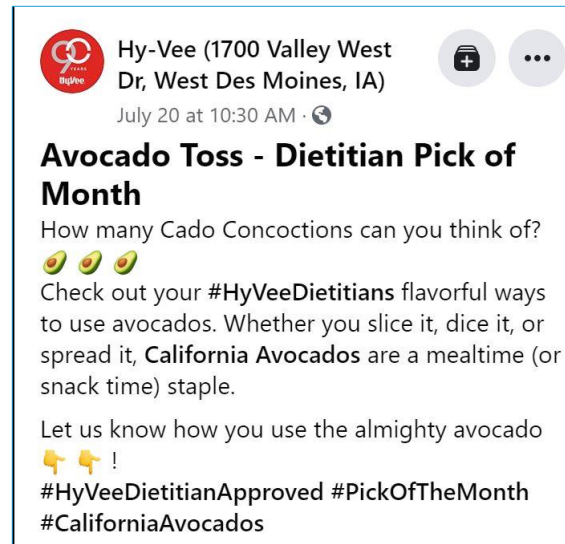 90
YEARS
HyVee
Hy-Vee (1700 Valley West
Dr, West Des Moines, IA)
July 20 at 10:30 AM ·
Avocado Toss - Dietitian Pick of
Month
How many Cado Concoctions can you think of?
🥑 🥑 🥑
Check out your #HyVeeDietitians flavorful ways
to use avocados. Whether you slice it, dice it, or
spread it, California Avocados are a mealtime (or
snack time) staple.
Let us know how you use the almighty avocado
👇 👇 !
#HyVeeDietitianApproved #PickOfTheMonth
#CaliforniaAvocados